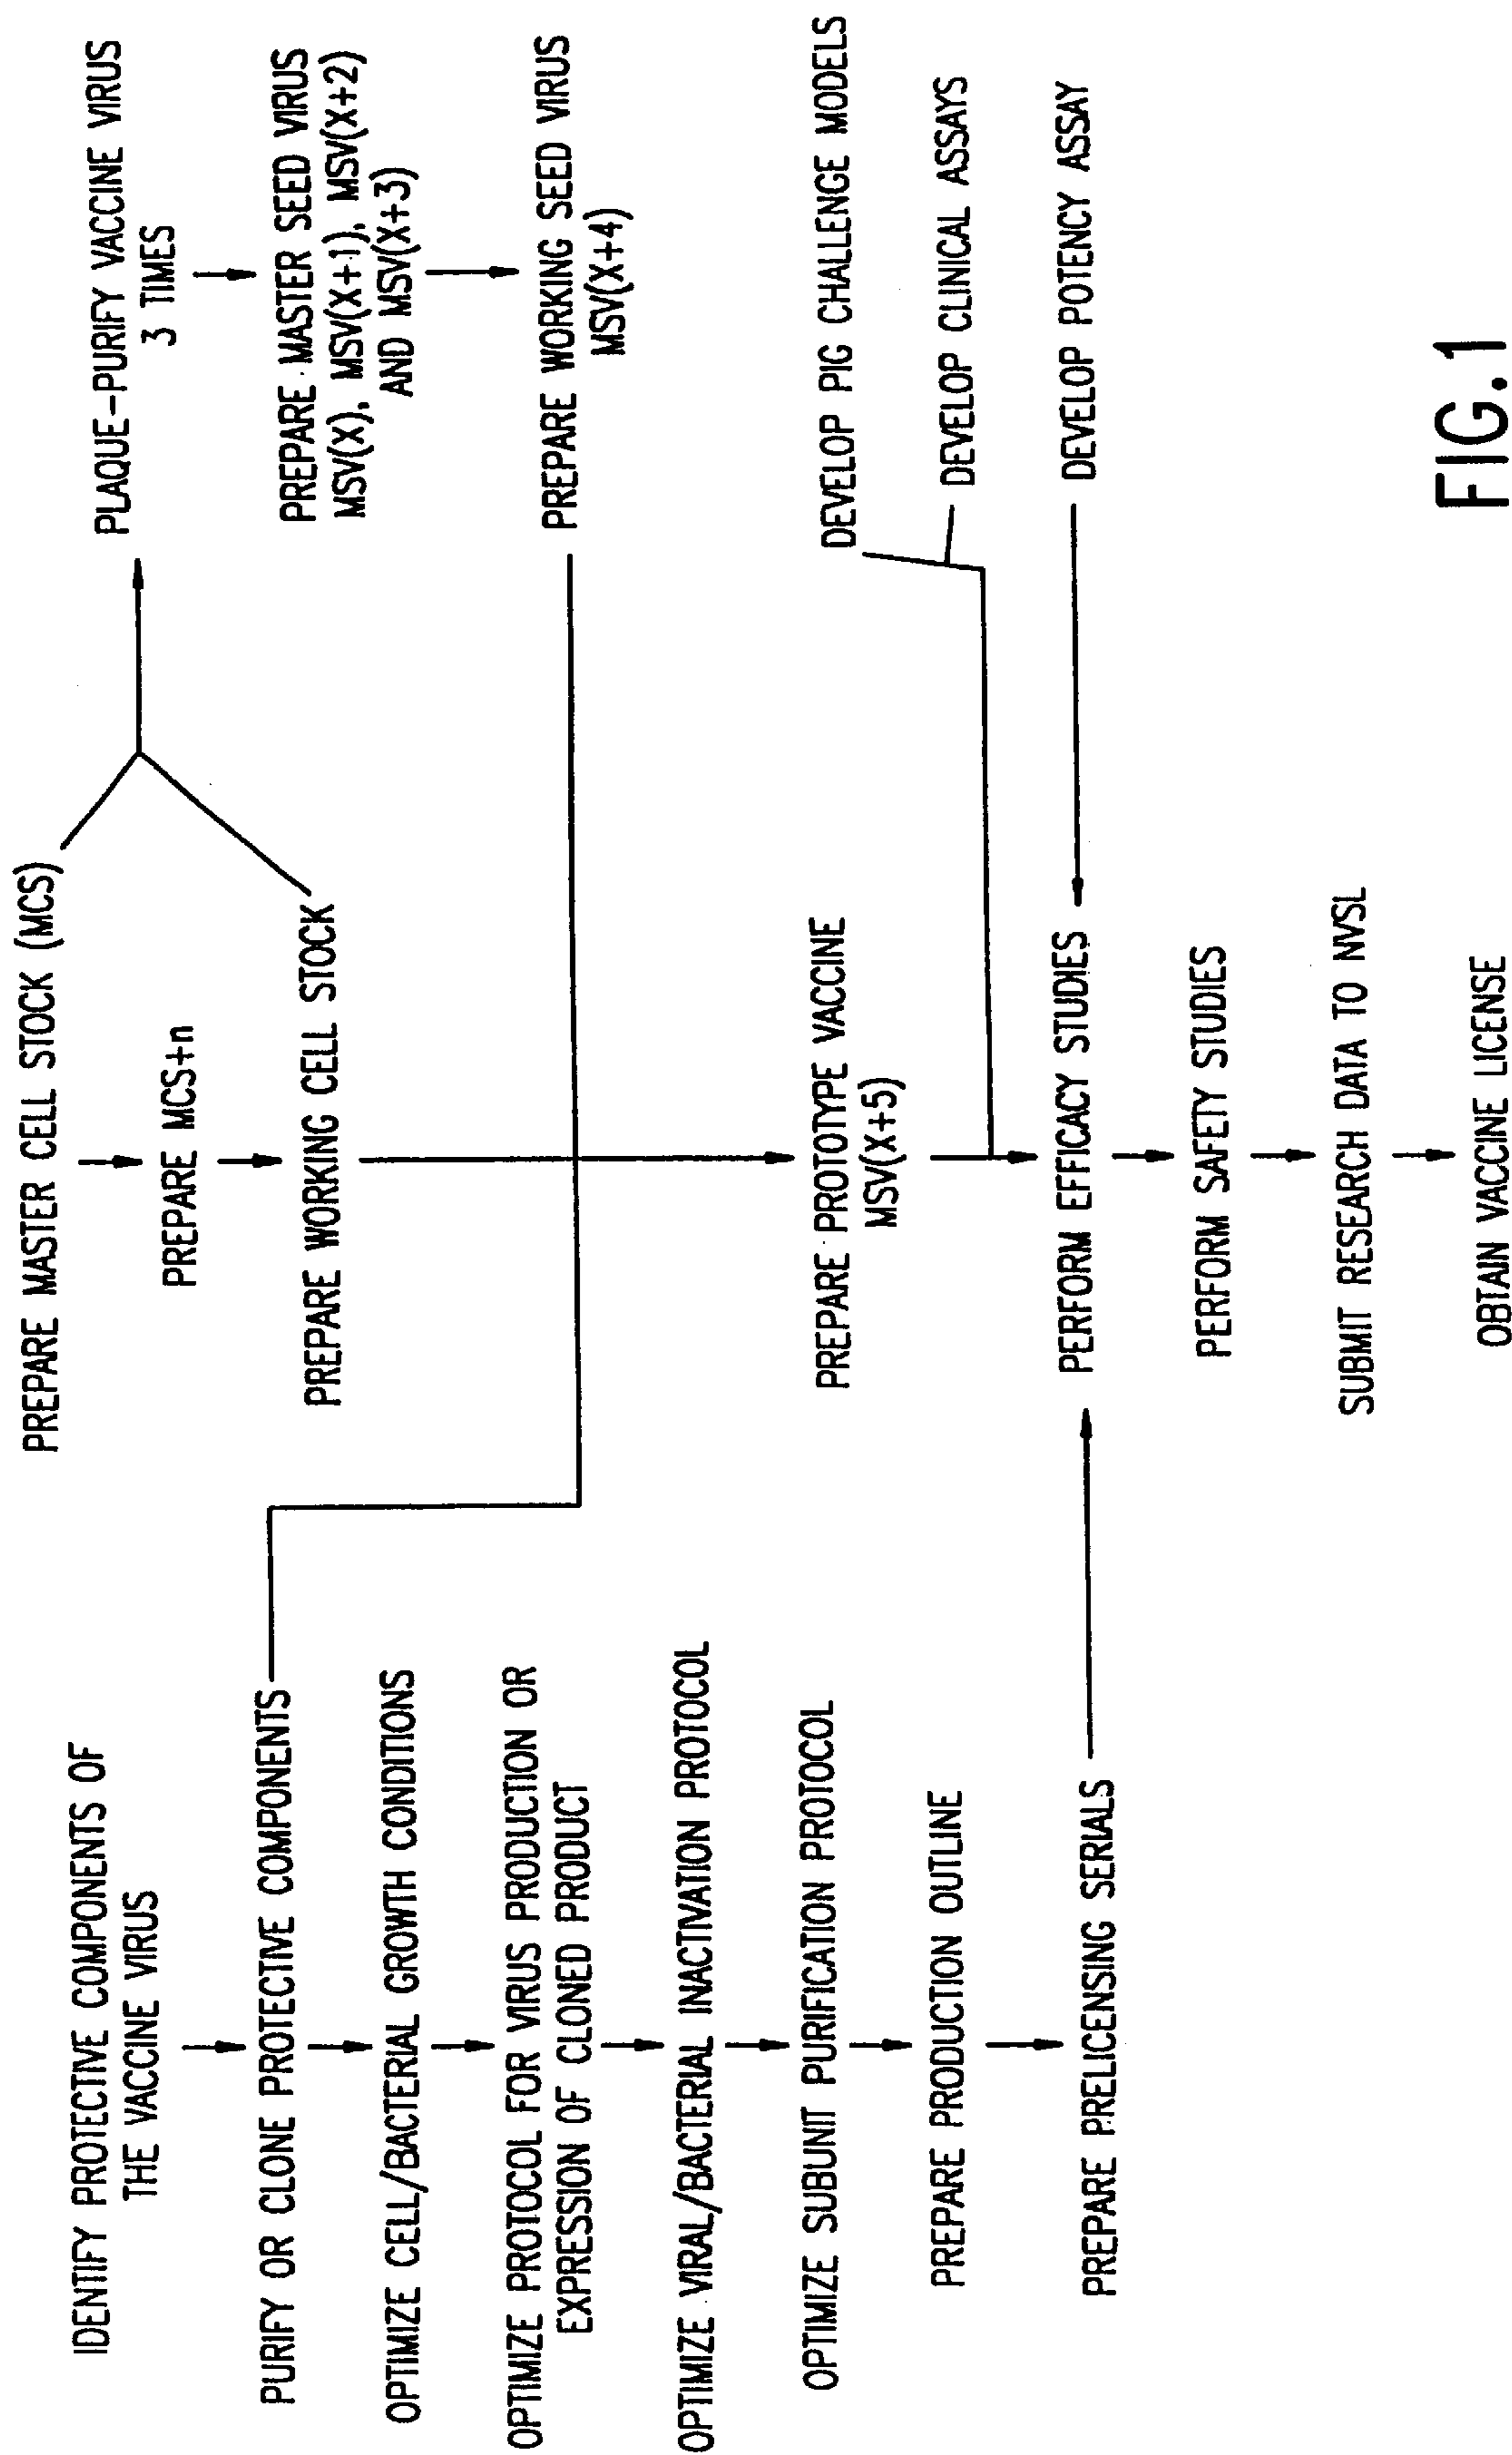 IDENTIFY PROTECTIVE COMPONENTS OF
THE VACCINE VIRUS
PURIFY OR CLONE PROTECTIVE COMPONENTS
OPTIMIZE CELL/BACTERIAL GROWTH CONDITIONS
OPTIMIZE PROTOCOL FOR VIRUS PRODUCTION OR
EXPRESSION OF CLONED PRODUCT
OPTIMIZE VIRAL/BACTERIAL INACTIVATION PROTOCOL
OPTIMIZE SUBUNIT PURIFICATION PROTOCOL
PREPARE PRODUCTION OUTLINE
PREPARE PRELICENSING SERIALS
PREPARE MASTER CELL STOCK (MCS)
PREPARE MCS+n
PREPARE WORKING CELL STOCK
PREPARE PROTOTYPE VACCINE
MSV(X+5)
PERFORM EFFICACY STUDIES
PERFORM SAFETY STUDIES
SUBMIT RESEARCH DATA TO NVSL
OBTAIN VACCINE LICENSE
PLAQUE-PURIFY VACCINE VIRUS
3 TIMES
PREPARE MASTER SEED VIRUS
MSV(X), MSV(X+1), MSV(X+2)
AND MSV(X+3)
PREPARE WORKING SEED VIRUS
MSV(X+4)
DEVELOP PIG CHALLENGE MODELS
DEVELOP CLINICAL ASSAYS
DEVELOP POTENCY ASSAY
FIG.1